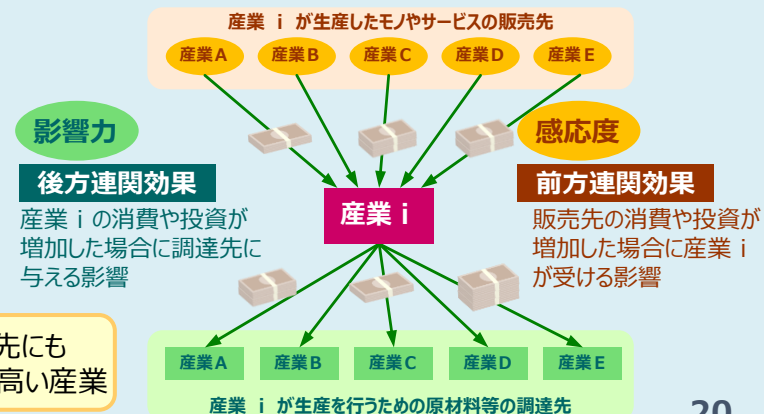 産業 i が生産したモノやサービスの販売先
産業A 産業B 産業C 産業D 産業E
影響力
後方連関効果
産業 i の消費や投資が
増加した場合に調達先に
与える影響
産業 i
感応度
前方連関効果
販売先の消費や投資が
増加した場合に産業 i
が受ける影響
先にも
高い産業
産業A 産業B 産業C 産業D 産業E
産業 i が生産を行うための原材料等の調達先
20